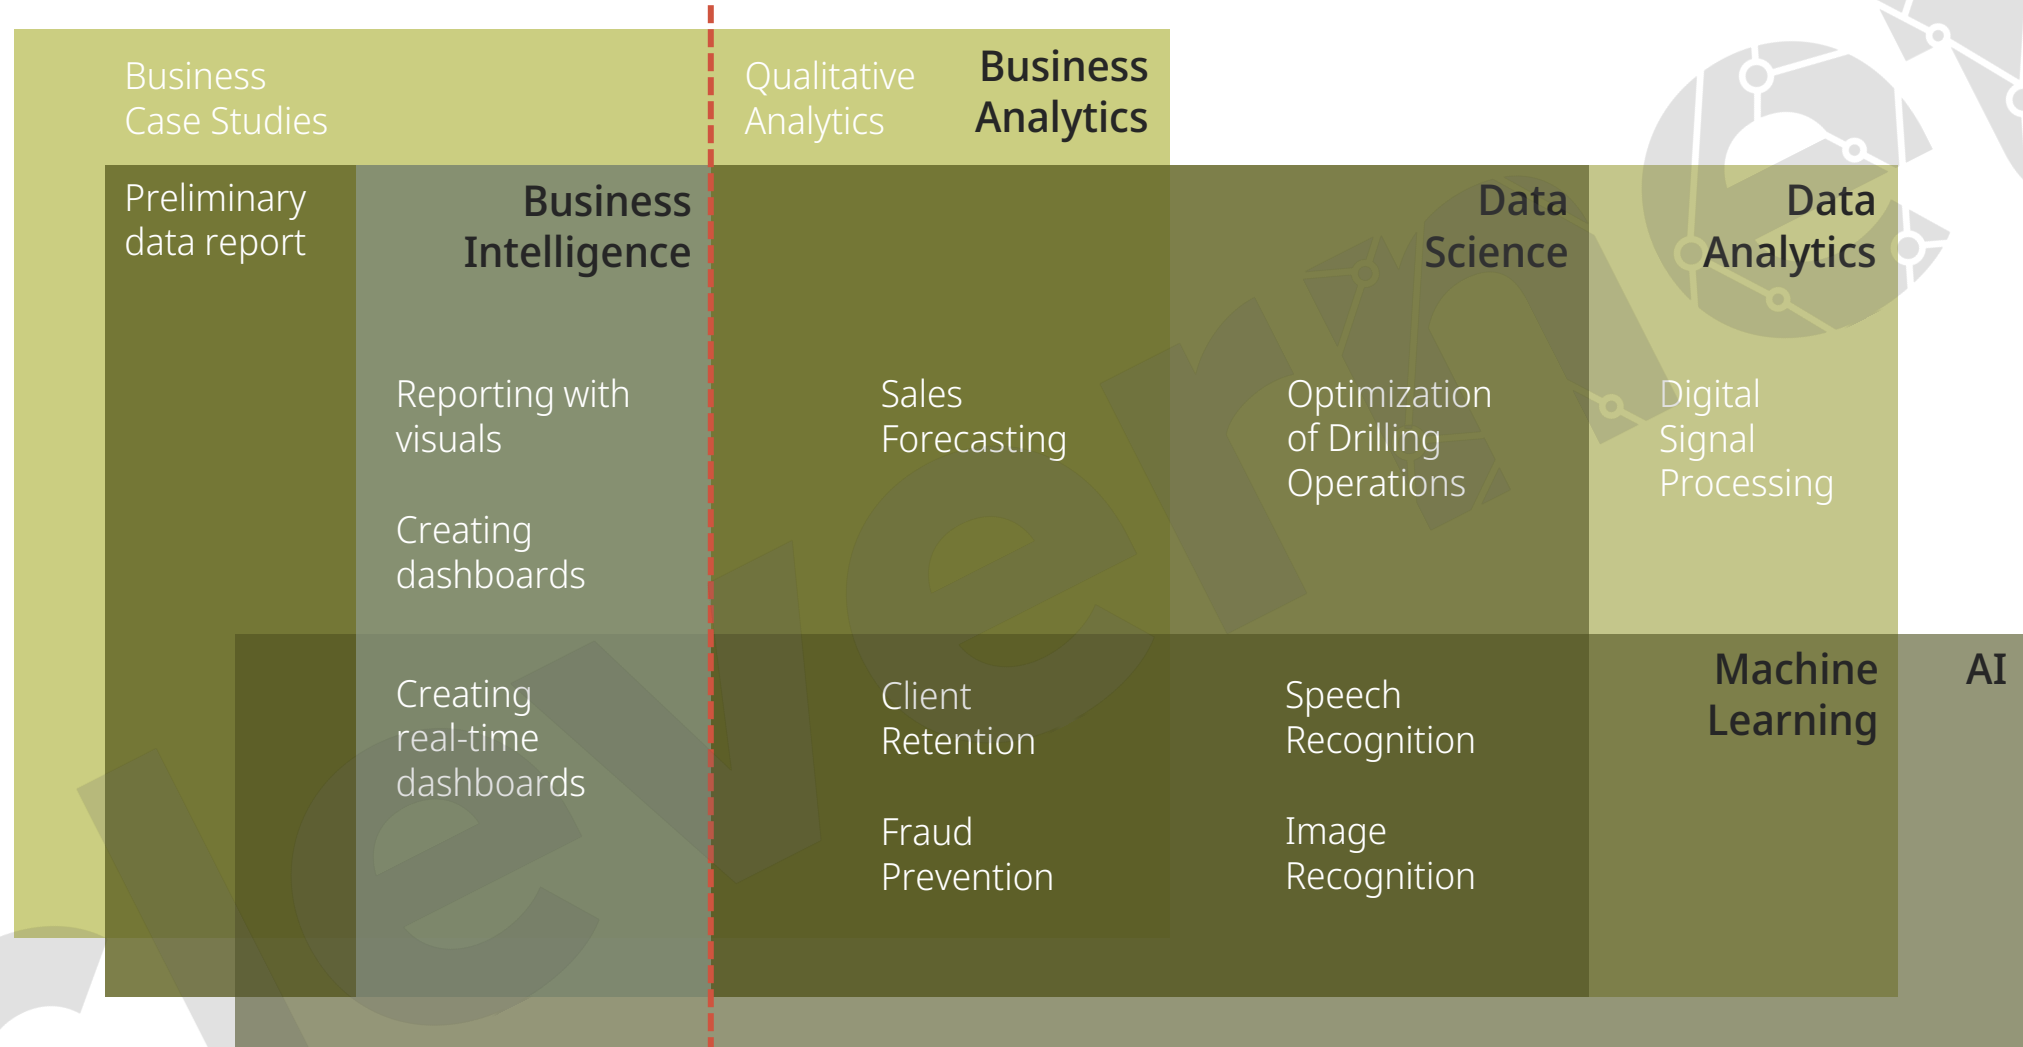 Business
Case Studies
Qualitative
Analytics
Business
Analytics
Preliminary
data report
Business
Intelligence
Data
Science
Data
Analytics
Reporting with
visuals
Creating
dashboards
Sales
Forecasting
Optimization
of Drilling
Operations
Digital
Signal
Processing
Creating
real-time
dashboards
Client
Retention
Fraud
Prevention
Speech
Recognition
Image
Recognition
Machine
Learning
AI